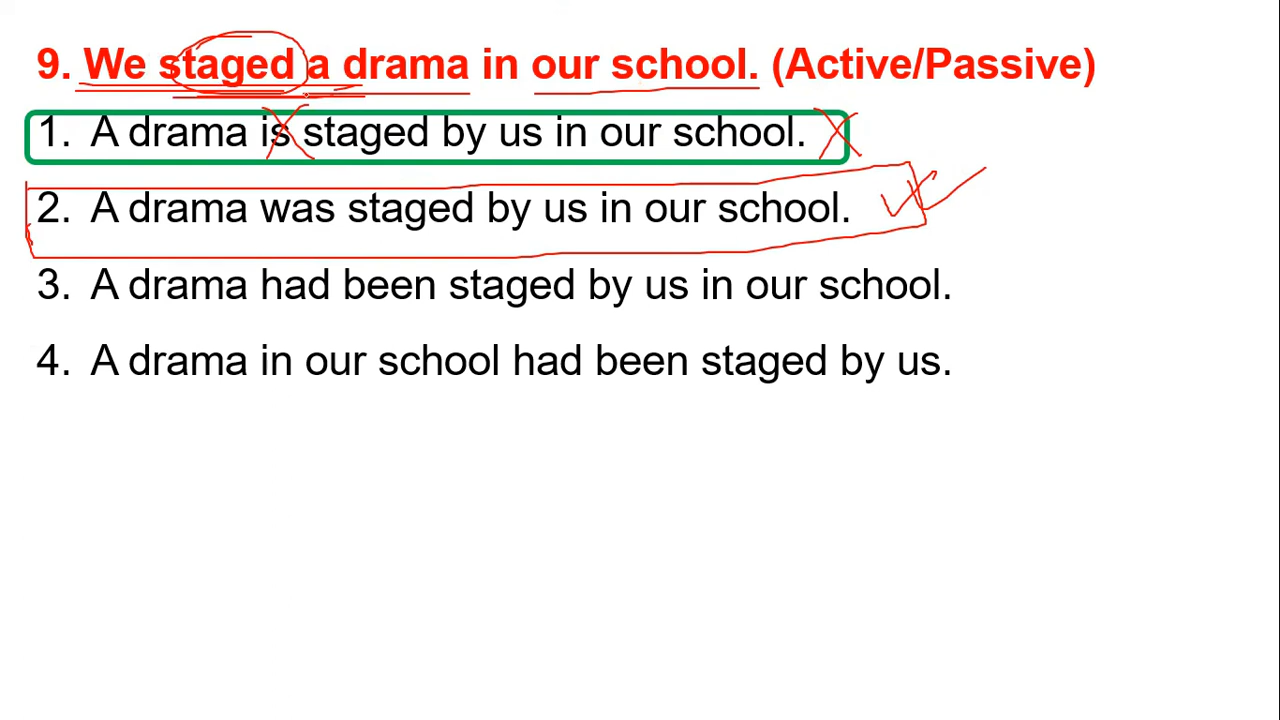 9. We staged a drama in our school. (Active/Passive)
1. A drama is staged by us in our school.
2. A drama was staged by us in our school.
3. A drama had been staged by us in our school.
4. A drama in our school had been staged by us.